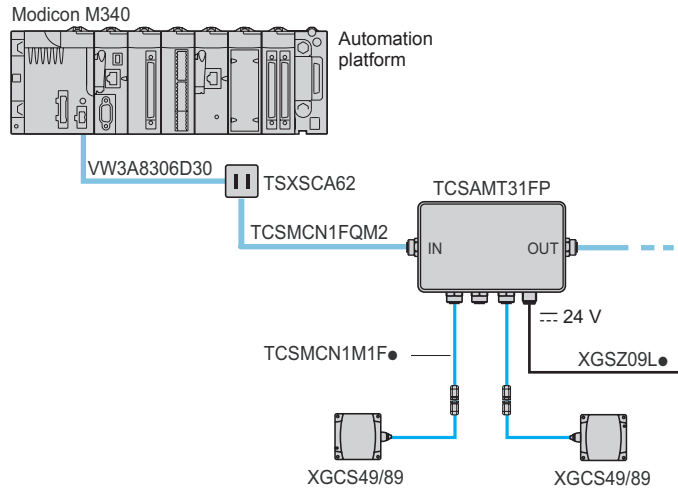 Modicon M340
Automation
platform
VW3A8306D30
TSXSCA62
TCSAMT31FP
TCSMCN1FQM2
IN
OUT
24 V
TCSMCN1M1F●
XGSZ09L●
XGCS49/89
XGCS49/89